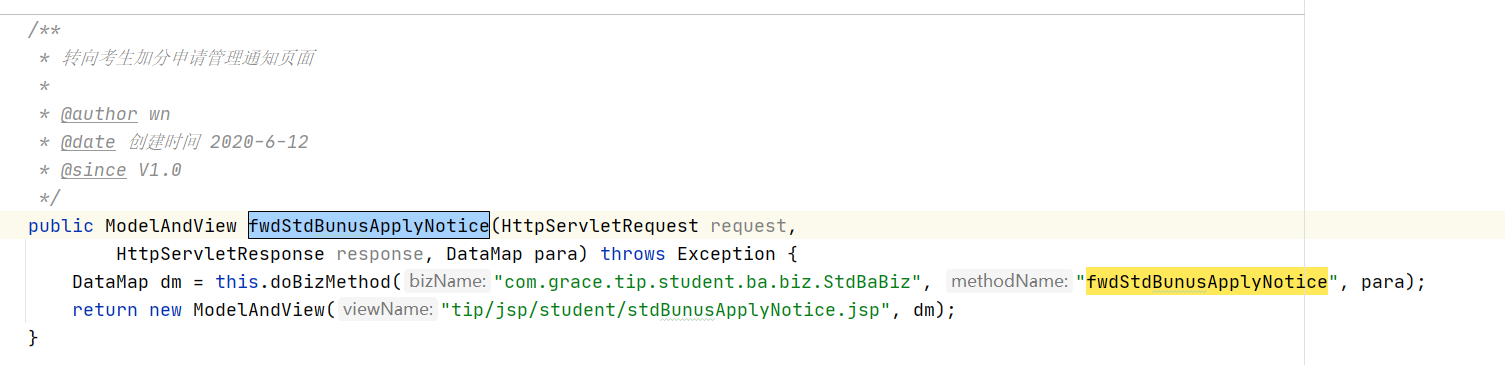 /**
 * 转向考生加分申请管理通知页面
 *
 * @author wn
 * @date 创建时间 2020-6-12
 * @since V1.0
 */
public ModelAndView fwdStdBunusApplyNotice(HttpServletRequest request,
        HttpServletResponse response, DataMap para) throws Exception {
    DataMap dm = this.doBizMethod( bizName: "com.grace.tip.student.ba.biz.StdBaBiz", methodName: "fwdStdBunusApplyNotice", para);
    return new ModelAndView( viewName: "tip/jsp/student/stdBunusApplyNotice.jsp", dm);
}